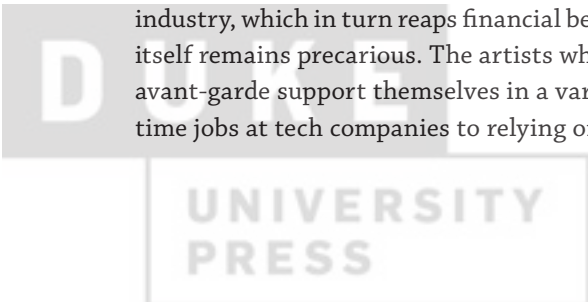 industry, which in turn reaps financial be
itself remains precarious. The artists wh
avant-garde support themselves in a var
time jobs at tech companies to relying o
DUKE
UNIVERSITY
PRESS